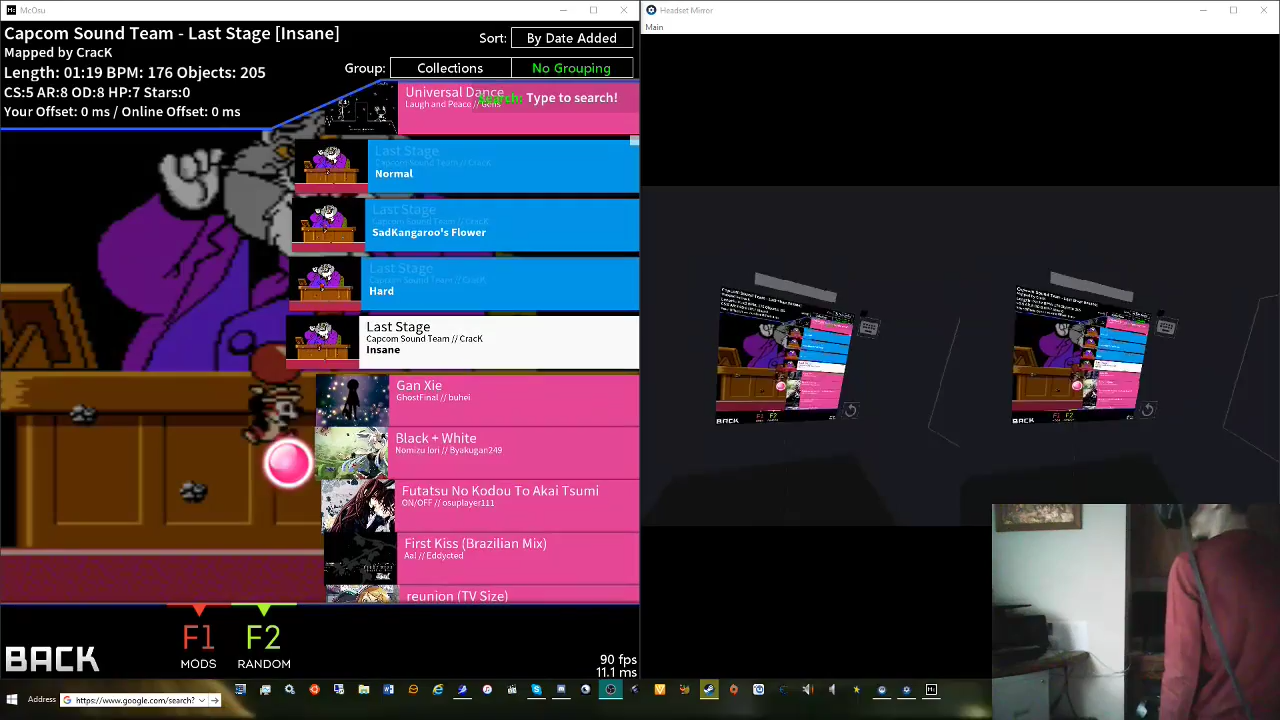 McOsu
Headset Mirror
Main
Capcom Sound Team - Last Stage [Insane]
Mapped by CracK
Length: 01:19 BPM: 176 Objects: 205
CS:5 AR:8 OD:8 HP:7 Stars:0
Your Offset: 0 ms / Online Offset: 0 ms
Sort: By Date Added
Group: Collections No Grouping
Search: Type to search!
Universal Dance
Laugh and Peace //
Last Stage
Capcom Sound Team // CracK
Normal
Last Stage
Capcom Sound Team // CracK
SadKangaroo's Flower
Last Stage
Capcom Sound Team // CracK
Hard
Last Stage
Capcom Sound Team // CracK
Insane
Gan Xie
GhostFinal // buhei
Black + White
Nomizu Iori // Byakugan249
Futatsu No Kodou To Akai Tsumi
ON/OFF // osuplayer111
First Kiss (Brazilian Mix)
Aal // Eddycted
reunion (TV Size)
BACK
F1
MODS
F2
RANDOM
90 fps
11.1 ms
BACK F1 F2
BACK F1 F2
Address https://www.google.com/search?